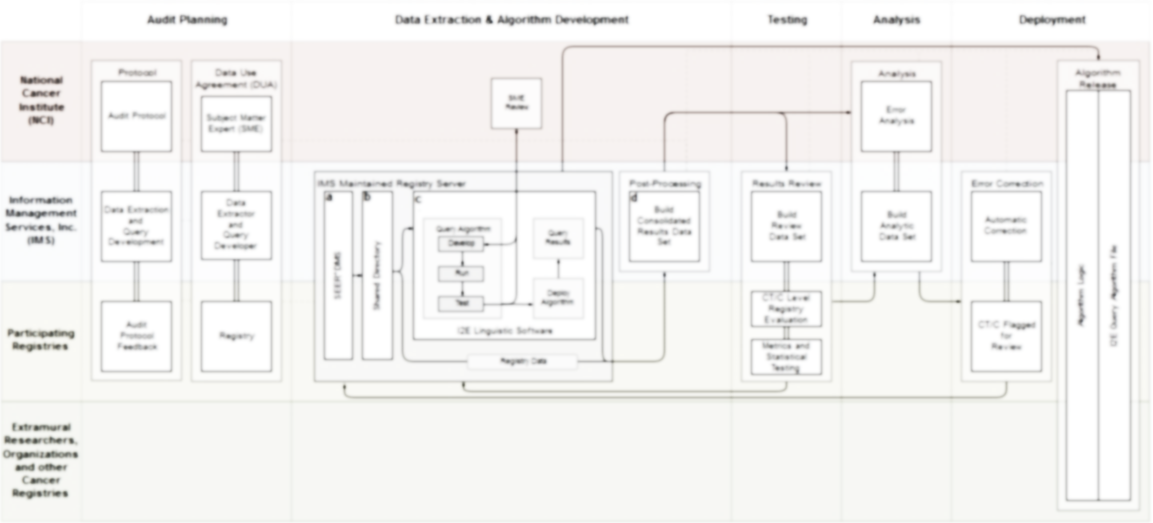 Audit Planning
Data Extraction & Algorithm Development
Testing
Analysis
Deployment
National
Cancer
Institute
(NCI)
Protocol
Audit Protocol
Data Use
Agreement (DUA)
Subject Matter
Expert (SME)
SME
Review
Analysis
Error
Analysis
Algorithm
Release
Information
Management
Services, Inc.
(IMS)
Data Extraction
and
Query
Development
Data
Extractor
and
Query
Developer
IMS Maintained Registry Server
a
b
c
SEER*DMS
Shared Directory
Query Algorithm
Develop
Run
Test
Query
Results
Deploy
Algorithm
I2E Linguistic Software
Registry Data
Post-Processing
d
Build
Consolidated
Results Data
Set
Results Review
Build
Review
Data Set
Build
Analytic
Data Set
Error Correction
Automatic
Correction
Algorithm Logic
I2E Query Algorithm File
Participating
Registries
Audit
Protocol
Feedback
Registry
CT/C Level
Registry
Evaluation
Metrics and
Statistical
Testing
CT/C Flagged
for
Review
Extramural
Researchers,
Organizations
and other
Cancer
Registries